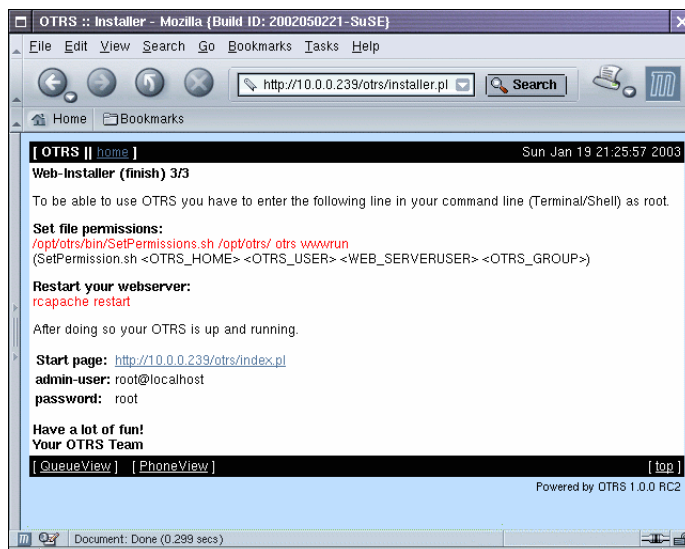 OTRS :: Installer - Mozilla {Build ID: 2002050221-SuSE}
File Edit View Search Go Bookmarks Tasks Help
http://10.0.0.239/otrs/installer.pl Search
Home Bookmarks
[ OTRS || home ] Sun Jan 19 21:25:57 2003
Web-Installer (finish) 3/3
To be able to use OTRS you have to enter the following line in your command line (Terminal/Shell) as root.
Set file permissions:
/opt/otrs/bin/SetPermissions.sh /opt/otrs/ otrs wwwrun
(SetPermission.sh <OTRS_HOME> <OTRS_USER> <WEB_SERVERUSER> <OTRS_GROUP>)
Restart your webserver:
rcapache restart
After doing so your OTRS is up and running.
Start page: http://10.0.0.239/otrs/index.pl
admin-user: root@localhost
password: root
Have a lot of fun!
Your OTRS Team
[ QueueView ] [ PhoneView ] [ top ]
Powered by OTRS 1.0.0 RC2
Document: Done (0.299 secs)